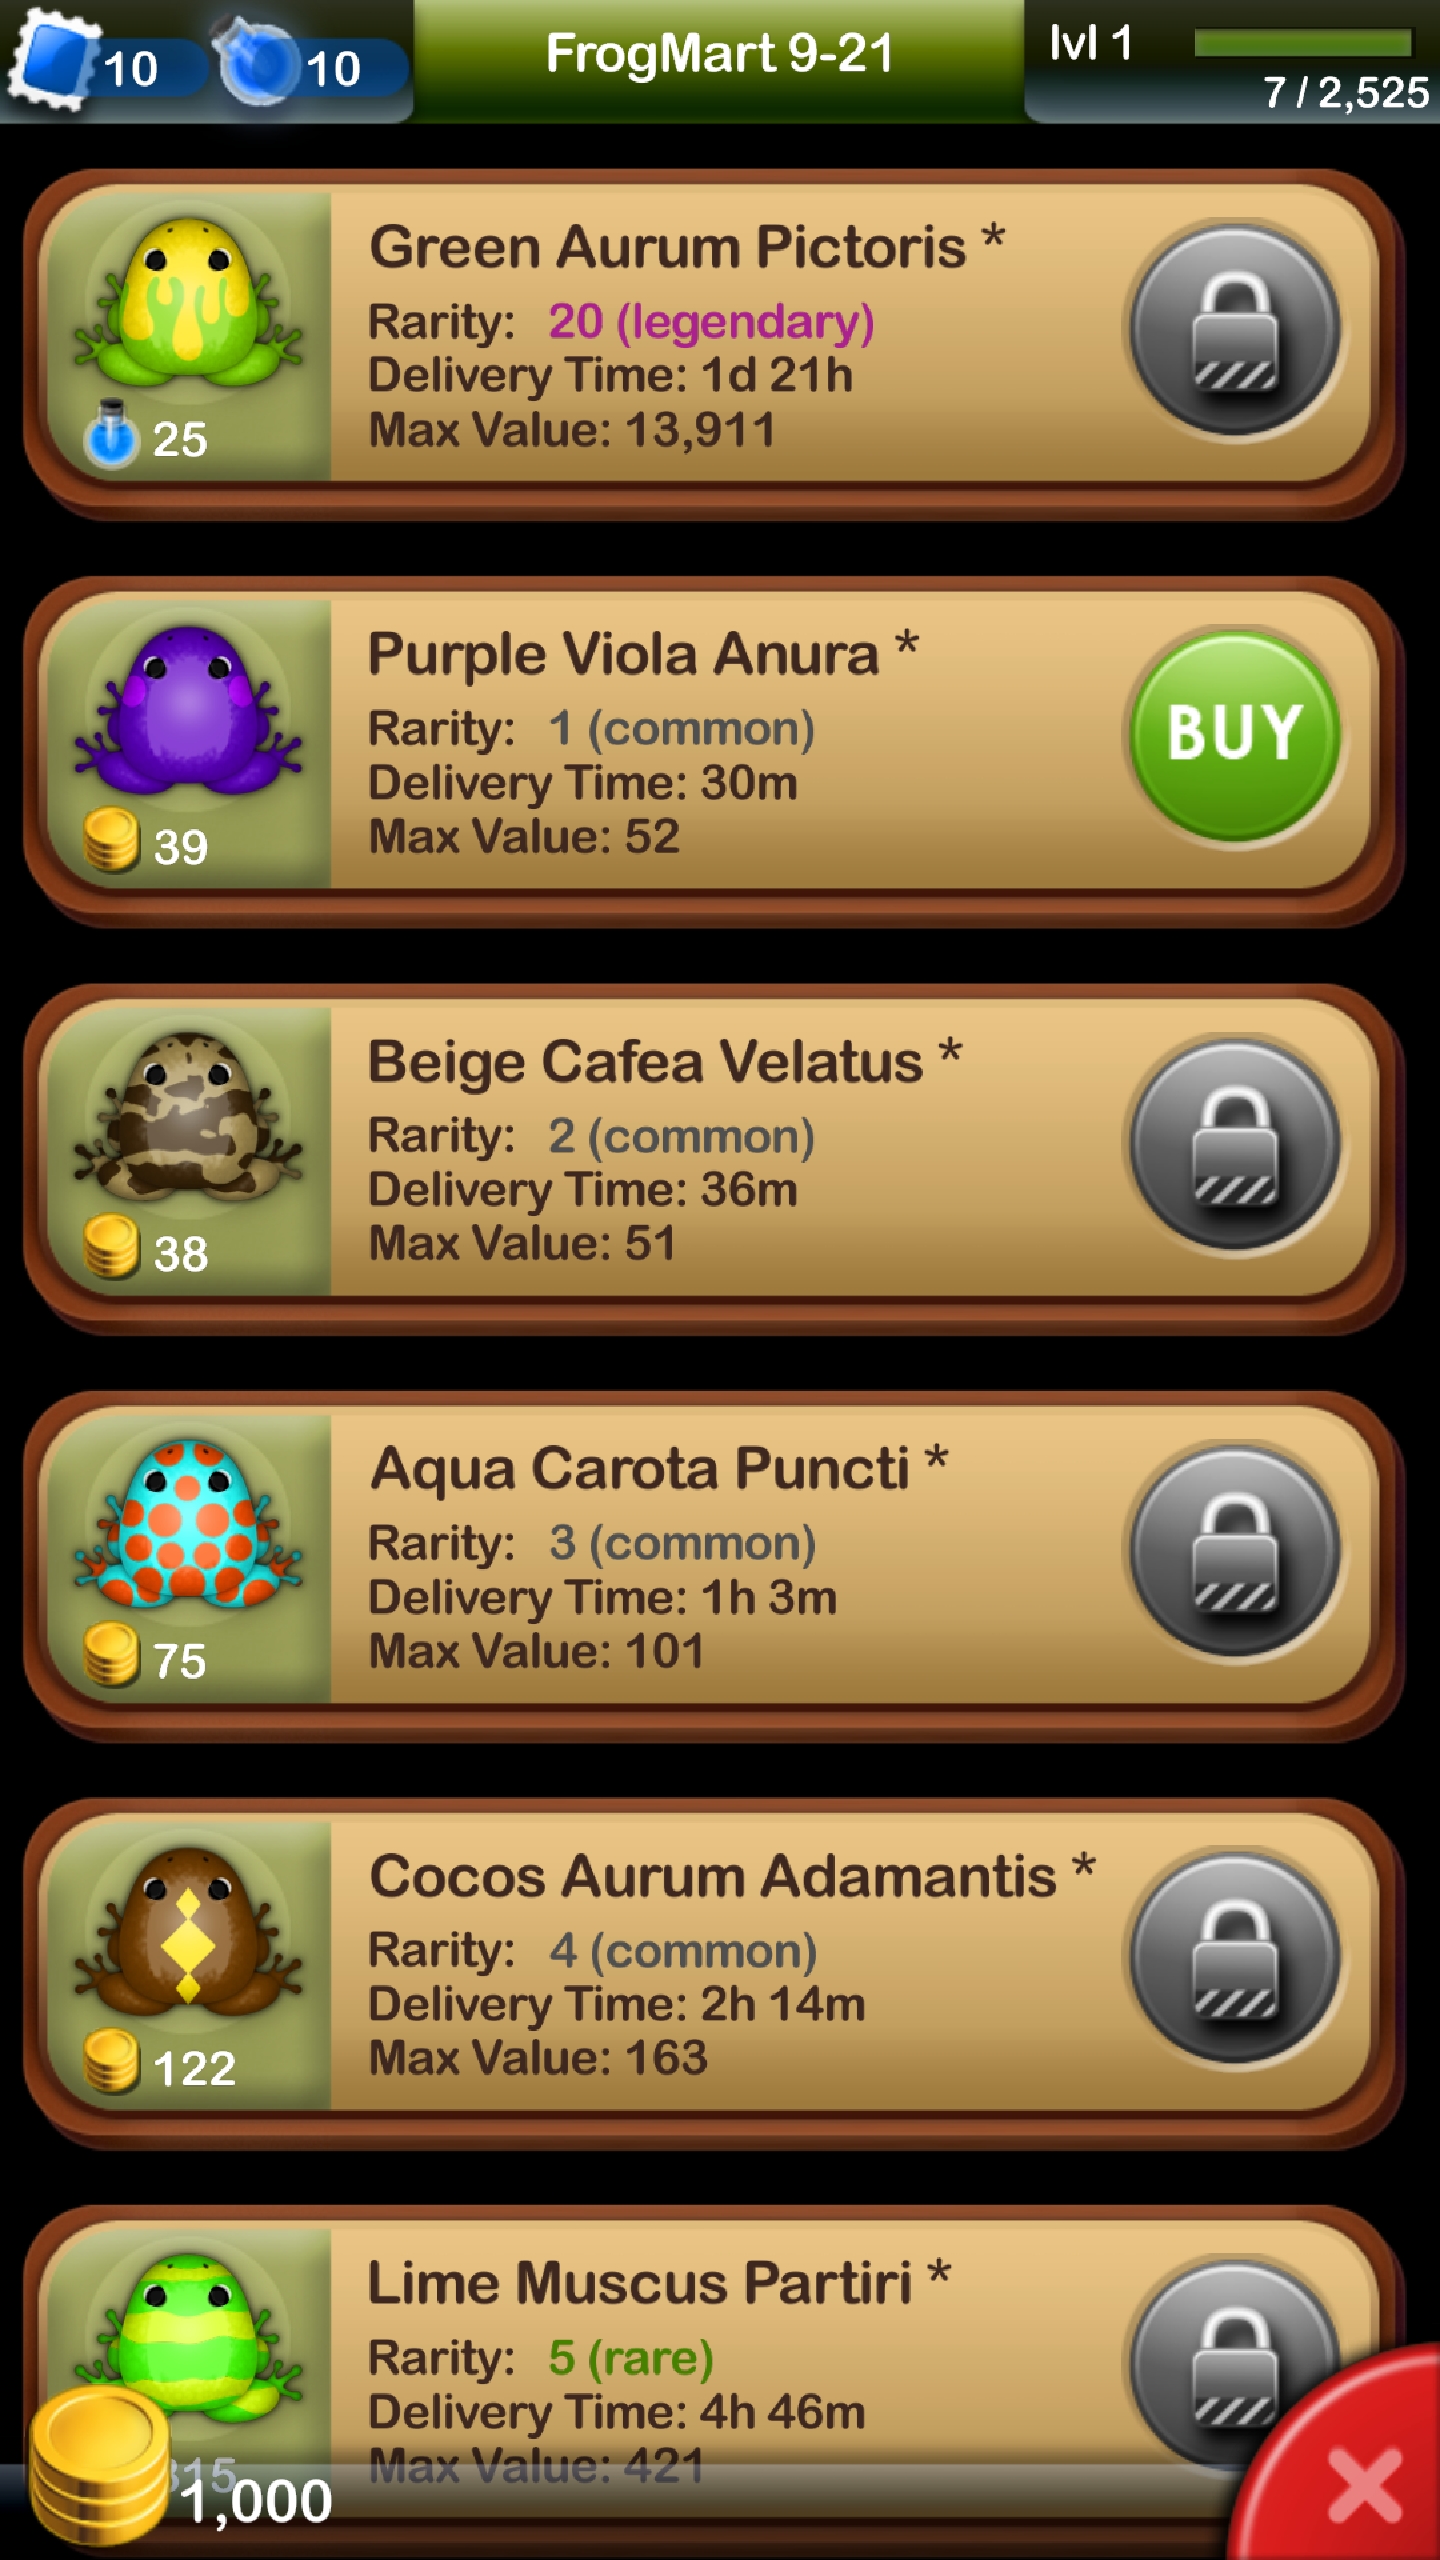 10
10
FrogMart 9-21
lvl 1
7 / 2,525
Green Aurum Pictoris *
Rarity: 20 (legendary)
Delivery Time: 1d 21h
Max Value: 13,911
25
Purple Viola Anura *
Rarity: 1 (common)
Delivery Time: 30m
Max Value: 52
39
BUY
Beige Cafea Velatus *
Rarity: 2 (common)
Delivery Time: 36m
Max Value: 51
38
Aqua Carota Puncti *
Rarity: 3 (common)
Delivery Time: 1h 3m
Max Value: 101
75
Cocos Aurum Adamantis *
Rarity: 4 (common)
Delivery Time: 2h 14m
Max Value: 163
122
Lime Muscus Partiri *
Rarity: 5 (rare)
Delivery Time: 4h 46m
Max Value: 421
315
1,000